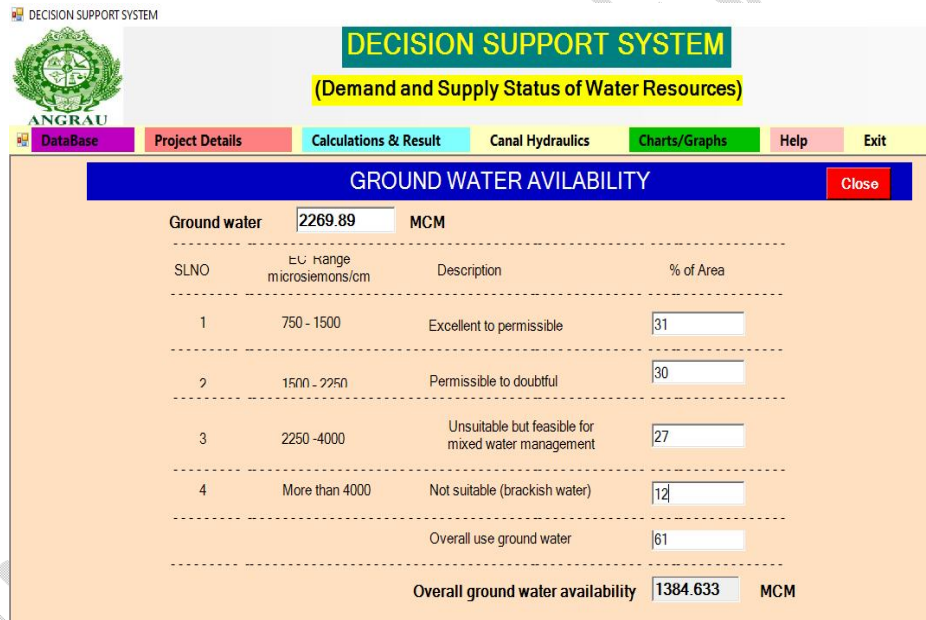 DECISION SUPPORT SYSTEM
DECISION SUPPORT SYSTEM
(Demand and Supply Status of Water Resources)
ANGRAU
DataBase Project Details Calculations & Result Canal Hydraulics Charts/Graphs Help Exit
GROUND WATER AVILABILITY Close
Ground water 2269.89 MCM
SLNO EC Range microsiemons/cm Description % of Area
1 750 - 1500 Excellent to permissible 31
2 1500 - 2250 Permissible to doubtful 30
3 2250 -4000 Unsuitable but feasible for mixed water management 27
4 More than 4000 Not suitable (brackish water) 12
Overall use ground water 61
Overall ground water availability 1384.633 MCM